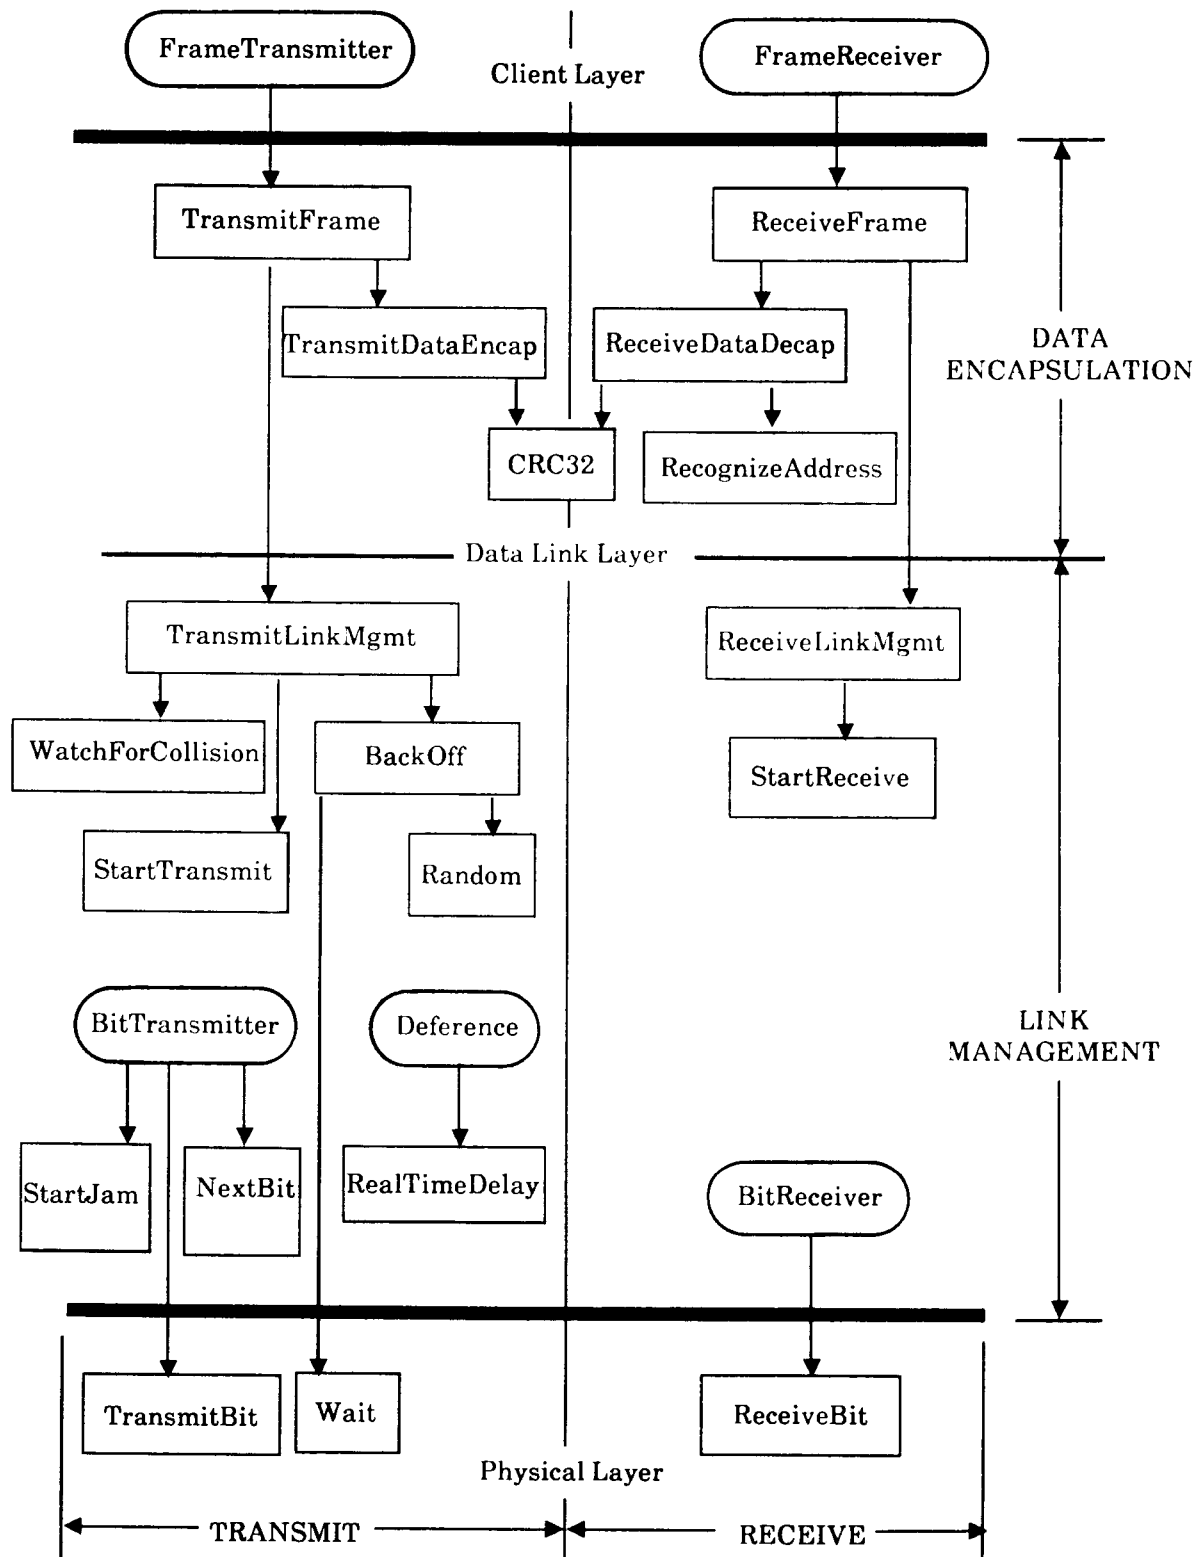 FrameTransmitter
Client Layer
FrameReceiver
TransmitFrame
ReceiveFrame
TransmitDataEncap
ReceiveDataDecap
DATA
ENCAPSULATION
CRC32
RecognizeAddress
Data Link Layer
TransmitLinkMgmt
ReceiveLinkMgmt
WatchForCollision
BackOff
StartReceive
StartTransmit
Random
BitTransmitter
Deference
LINK
MANAGEMENT
StartJam
NextBit
RealTimeDelay
BitReceiver
TransmitBit
Wait
ReceiveBit
Physical Layer
TRANSMIT
RECEIVE